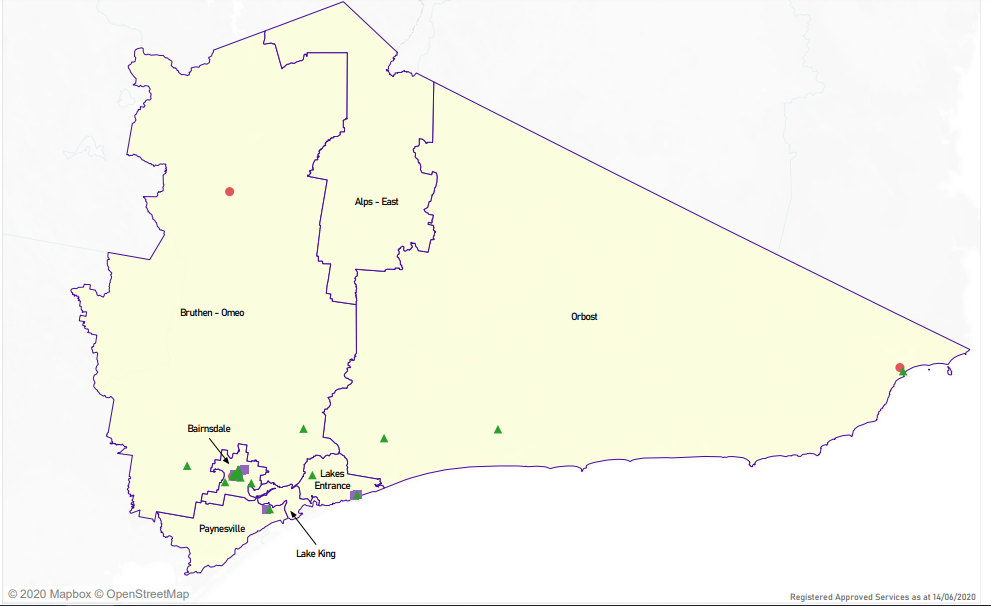 Alps - East
Bruthen - Omeo
Orbost
Bairnsdale
Lakes
Entrance
Paynesville
Lake King
© 2020 Mapbox © OpenStreetMap
Registered Approved Services as at 14/06/2020